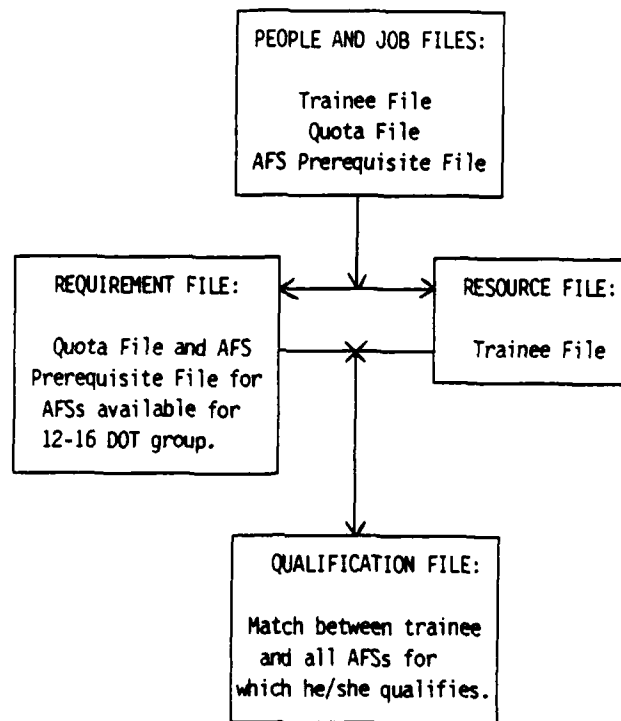 PEOPLE AND JOB FILES:
Trainee File
Quota File
AFS Prerequisite File
REQUIREMENT FILE:
Quota File and AFS
Prerequisite File for
AFSs available for
12-16 DOT group.
RESOURCE FILE:
Trainee File
QUALIFICATION FILE:
Match between trainee
and all AFSs for
which he/she qualifies.